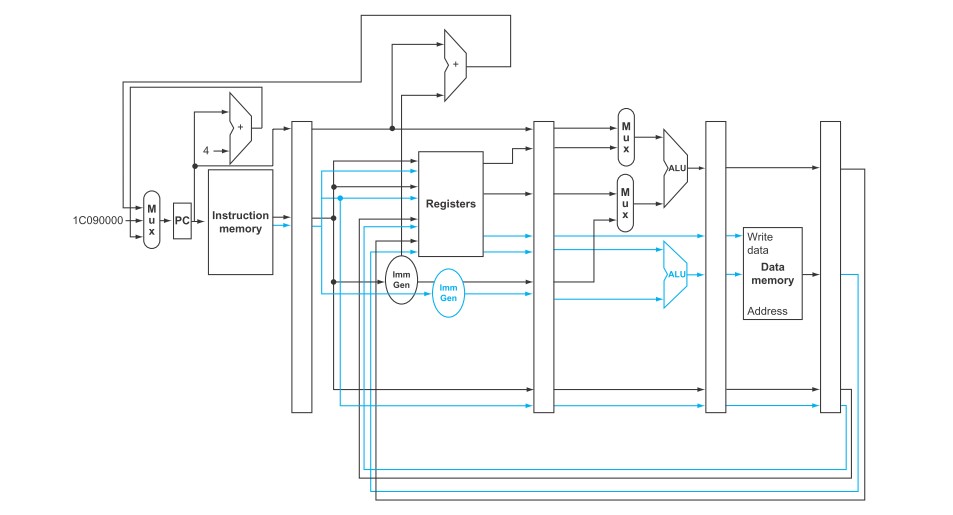 +
+
4
M
u
x
M
u
x
ALU
M
u
x
1C090000
PC
Instruction
memory
Registers
Write
data
Data
memory
Address
ALU
Imm
Gen
Imm
Gen